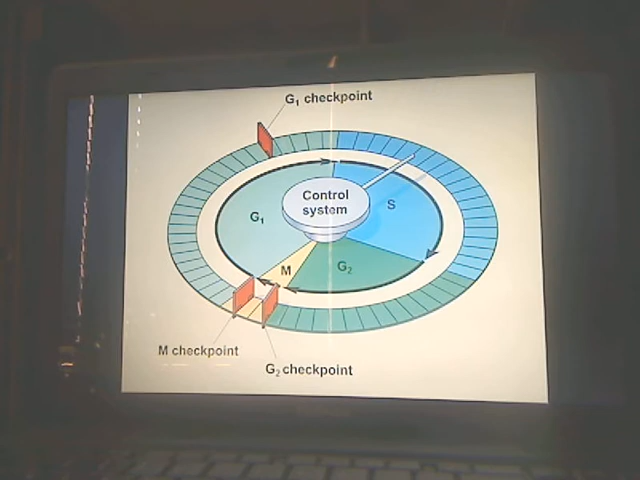 G₁ checkpoint
Control
system
S
G₁
M
G₂
M checkpoint
G₂ checkpoint